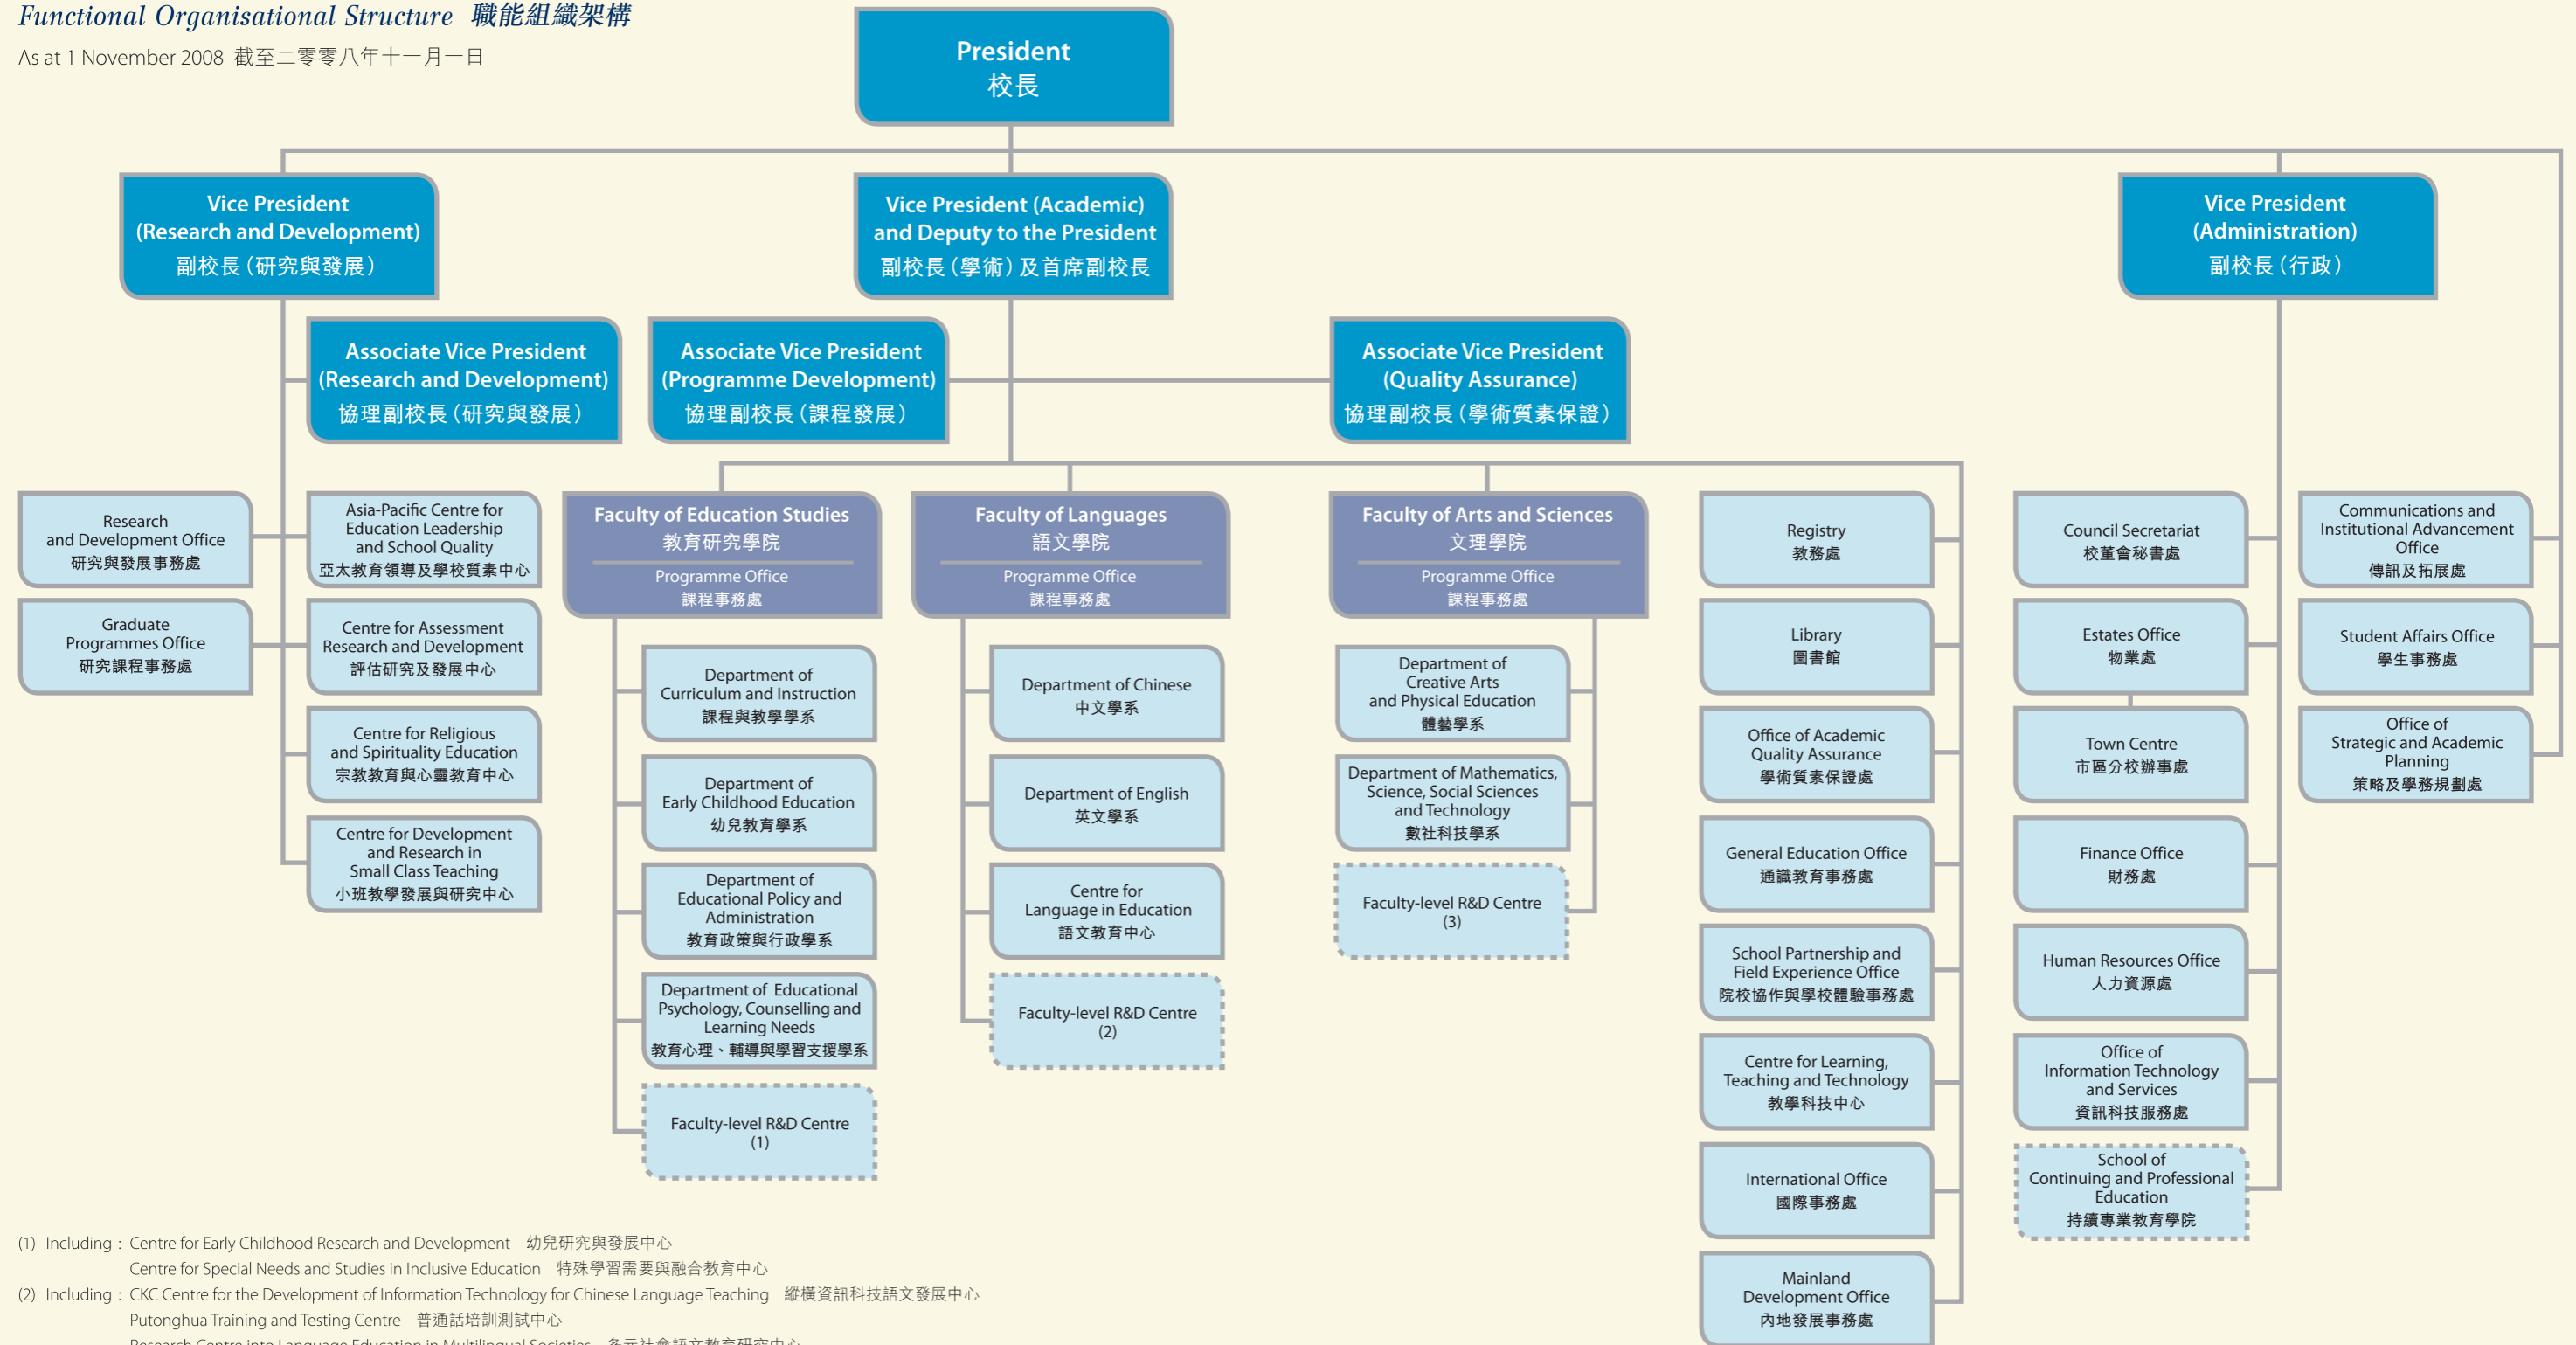 Functional Organisational Structure 職能組織架構
As at 1 November 2008 截至二零零八年十一月一日
President
校長
Vice President
(Research and Development)
副校長（研究與發展）
Vice President (Academic)
and Deputy to the President
副校長（學術）及首席副校長
Vice President
(Administration)
副校長（行政）
Associate Vice President
(Research and Development)
協理副校長（研究與發展）
Associate Vice President
(Programme Development)
協理副校長（課程發展）
Associate Vice President
(Quality Assurance)
協理副校長（學術質素保證）
Research
and Development Office
研究與發展事務處
Graduate
Programmes Office
研究課程事務處
Asia-Pacific Centre for
Education Leadership
and School Quality
亞太教育領導及學校質素中心
Centre for Assessment
Research and Development
評估研究及發展中心
Centre for Religious
and Spirituality Education
宗教教育與心靈教育中心
Centre for Development
and Research in
Small Class Teaching
小班教學發展與研究中心
Faculty of Education Studies
教育研究學院
Programme Office
課程事務處
Department of
Curriculum and Instruction
課程與教學學系
Department of
Early Childhood Education
幼兒教育學系
Department of
Educational Policy and
Administration
教育政策與行政學系
Department of Educational
Psychology, Counselling and
Learning Needs
教育心理、輔導與學習支援學系
Faculty-level R&D Centre
(1)
Faculty of Languages
語文學院
Programme Office
課程事務處
Department of Chinese
中文學系
Department of English
英文學系
Centre for
Language in Education
語文教育中心
Faculty-level R&D Centre
(2)
Faculty of Arts and Sciences
文理學院
Programme Office
課程事務處
Department of
Creative Arts
and Physical Education
體藝學系
Department of Mathematics,
Science, Social Sciences
and Technology
數社科技學系
Faculty-level R&D Centre
(3)
Registry
教務處
Library
圖書館
Office of Academic
Quality Assurance
學術質素保證處
General Education Office
通識教育事務處
School Partnership and
Field Experience Office
院校協作與學校體驗事務處
Centre for Learning,
Teaching and Technology
教學科技中心
International Office
國際事務處
Mainland
Development Office
內地發展事務處
Council Secretariat
校董會秘書處
Estates Office
物業處
Town Centre
市區分校辦事處
Finance Office
財務處
Human Resources Office
人力資源處
Office of
Information Technology
and Services
資訊科技服務處
School of
Continuing and Professional
Education
持續專業教育學院
Communications and
Institutional Advancement
Office
傳訊及拓展處
Student Affairs Office
學生事務處
Office of
Strategic and Academic
Planning
策略及學務規劃處
(1) Including : Centre for Early Childhood Research and Development 幼兒研究與發展中心
Centre for Special Needs and Studies in Inclusive Education 特殊學習需要與融合教育中心
(2) Including : CKC Centre for the Development of Information Technology for Chinese Language Teaching 縱橫資訊科技語文發展中心
Putonghua Training and Testing Centre 普通話培訓測試中心
Research Centre into Language Education in Multilingual Societies 多元社會語文教育研究中心